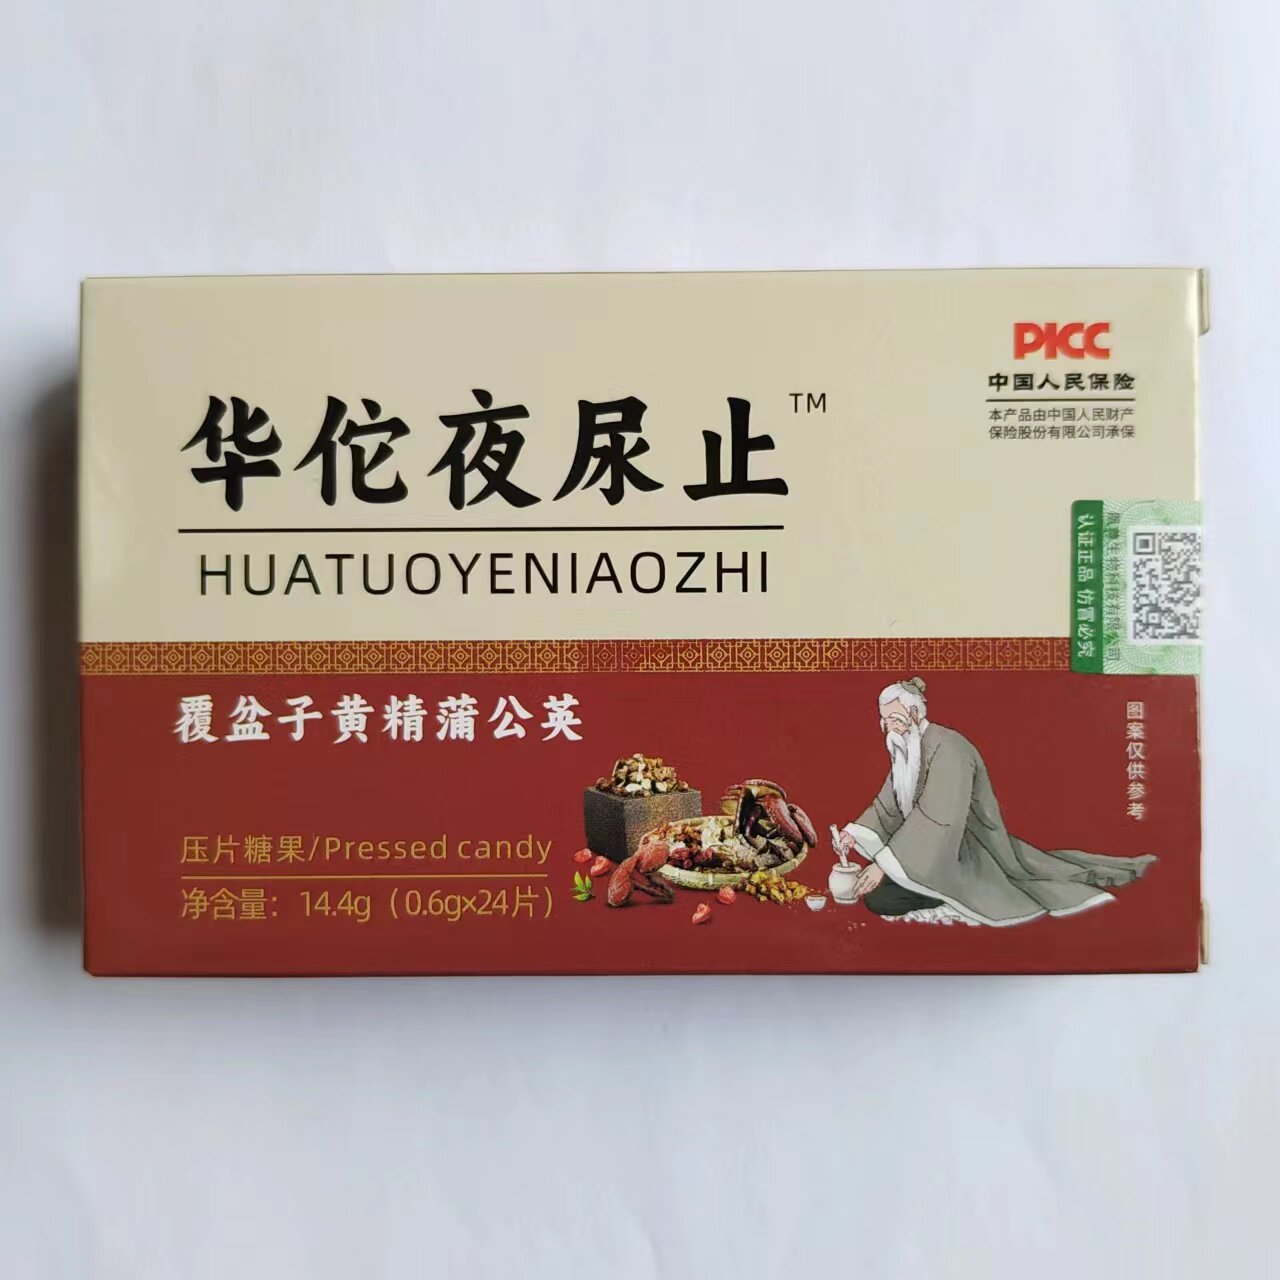 PICC
中国人民保险
本产品由中国人民财产
保险股份有限公司承保
华佗夜尿止™
HUATUOYENIAOZHI
认证正品 仿冒必究
覆盆子黄精蒲公英
图案仅供参考
压片糖果/Pressed candy
净含量：14.4g（0.6g×24片）